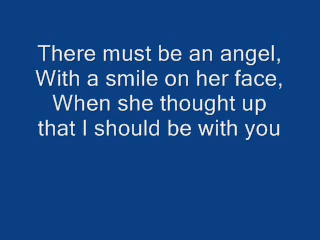 There must be an angel,
With a smile on her face,
When she thought up
that I should be with you